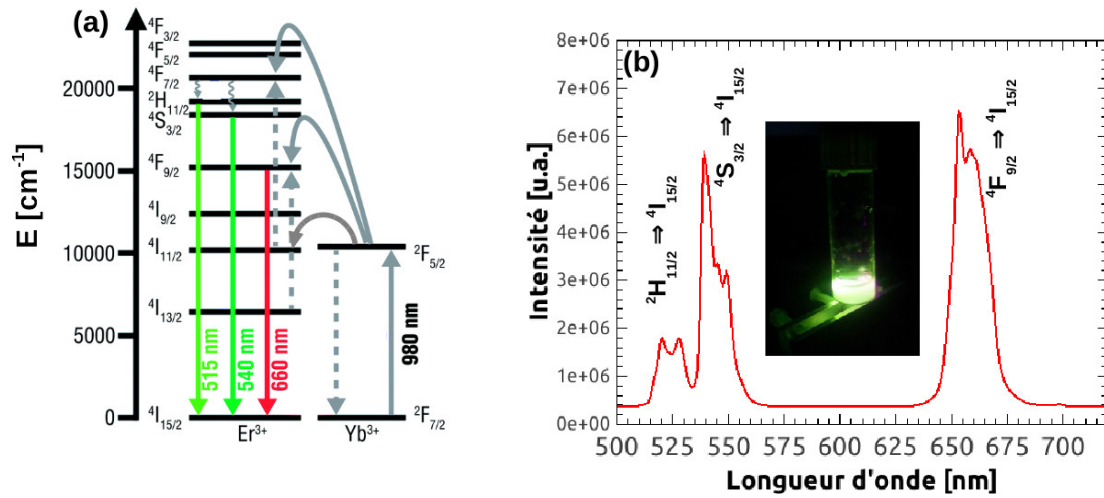 (a)
E [cm⁻¹]
20000
15000
10000
5000
0
⁴F₃/₂
⁴F₅/₂
⁴F₇/₂
²H₁₁/₂
⁴S₃/₂
⁴F₉/₂
⁴I₉/₂
⁴I₁₁/₂
⁴I₁₃/₂
⁴I₁₅/₂
515 nm
540 nm
660 nm
980 nm
²F₅/₂
²F₇/₂
Er³⁺
Yb³⁺
(b)
Intensité [u.a.]
8e+06
7e+06
6e+06
5e+06
4e+06
3e+06
2e+06
1e+06
0e+00
²H₁₁/₂ ⇒ ⁴I₁₅/₂
⁴S₃/₂ ⇒ ⁴I₁₅/₂
⁴F₉/₂ ⇒ ⁴I₁₅/₂
500 525 550 575 600 625 650 675 700
Longueur d'onde [nm]